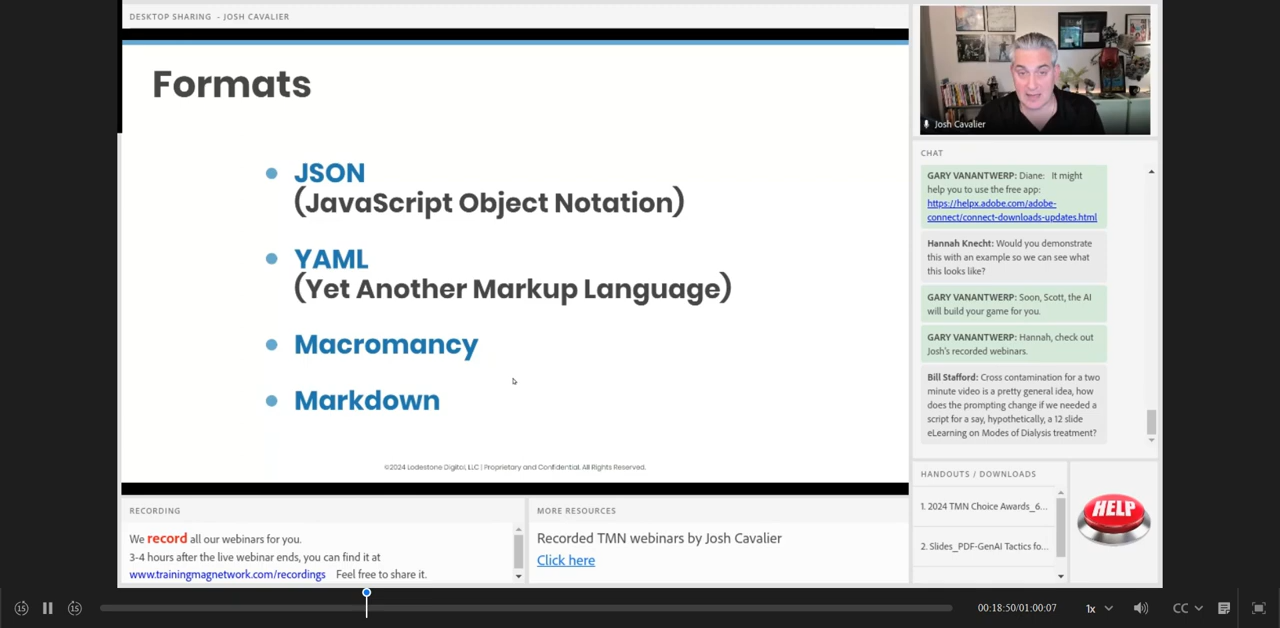 DESKTOP SHARING - JOSH CAVALIER
Formats
JSON
(JavaScript Object Notation)
YAML
(Yet Another Markup Language)
Macromancy
Markdown
©2024 Lodestone Digital, LLC | Proprietary and Confidential. All Rights Reserved.
Josh Cavalier
CHAT
GARY VANANTWERP: Diane: It might
help you to use the free app:
https://helpx.adobe.com/adobe-
connect/connect-downloads-updates.html
Hannah Knecht: Would you demonstrate
this with an example so we can see what
this looks like?
GARY VANANTWERP: Soon, Scott, the AI
will build your game for you.
GARY VANANTWERP: Hannah, check out
Josh's recorded webinars.
Bill Stafford: Cross contamination for a two
minute video is a pretty general idea, how
does the prompting change if we needed a
script for a say, hypothetically, a 12 slide
eLearning on Modes of Dialysis treatment?
RECORDING
We record all our webinars for you.
3-4 hours after the live webinar ends, you can find it at
www.trainingmagnetwork.com/recordings Feel free to share it.
MORE RESOURCES
Recorded TMN webinars by Josh Cavalier
Click here
HANDOUTS / DOWNLOADS
1. 2024 TMN Choice Awards_6...
2. Slides_PDF-GenAI Tactics fo...
HELP
15
15
00:18:50/01:00:07
1x
CC